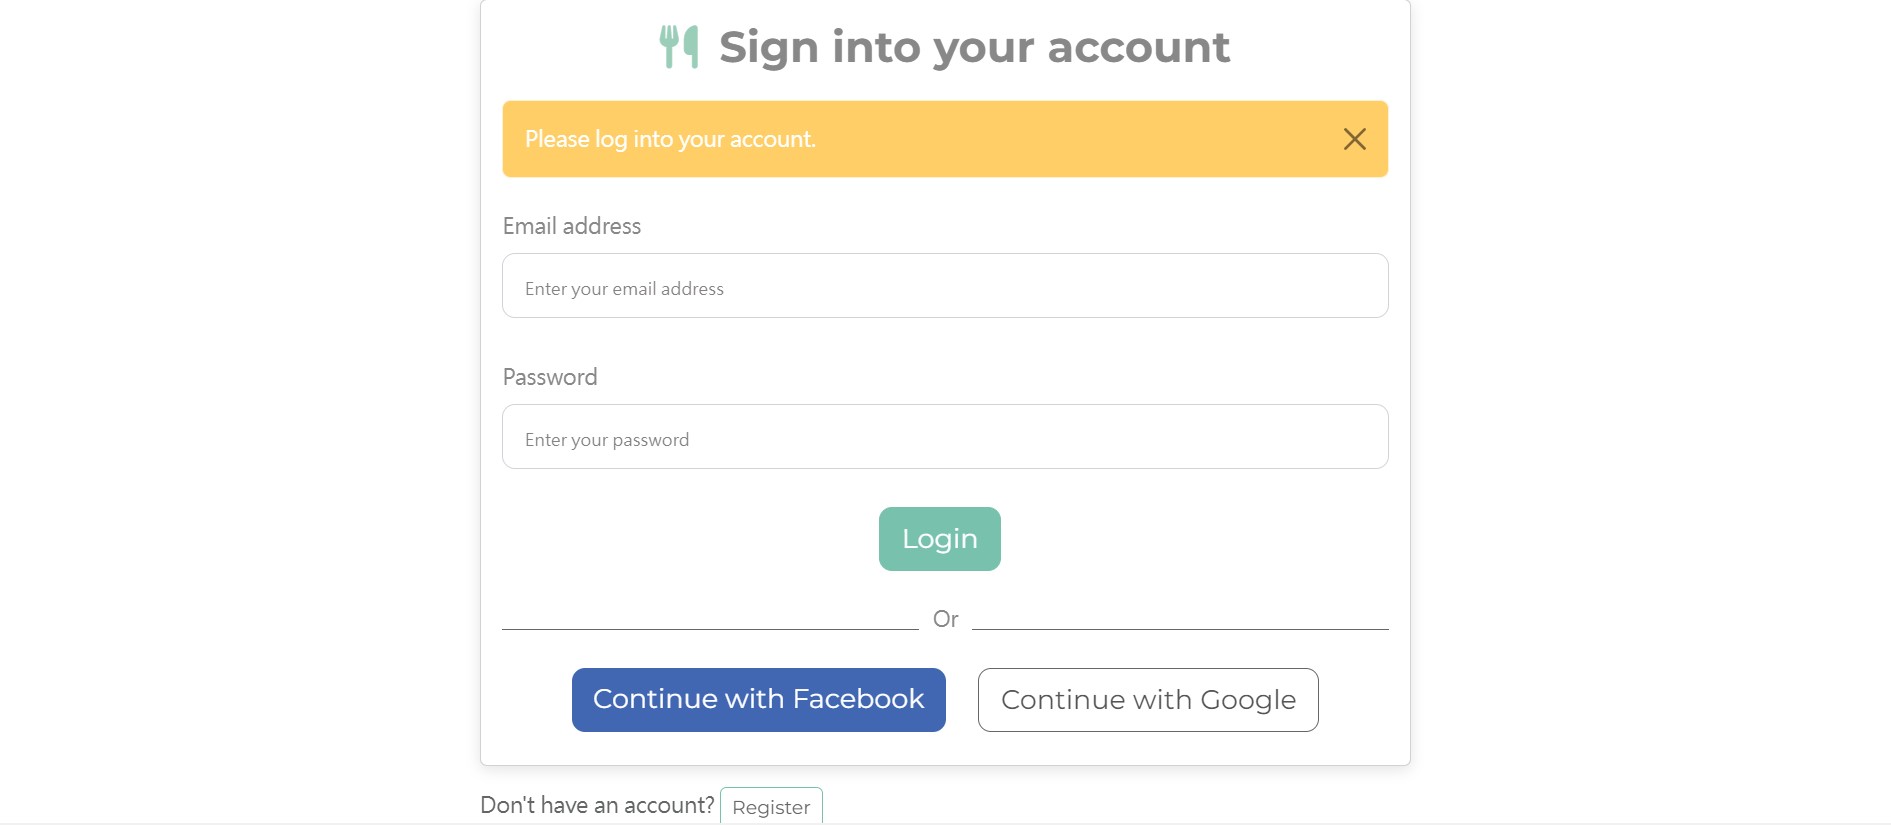 Sign into your account
Please log into your account.
Email address
Enter your email address
Password
Enter your password
Login
Or
Continue with Facebook
Continue with Google
Don't have an account? Register